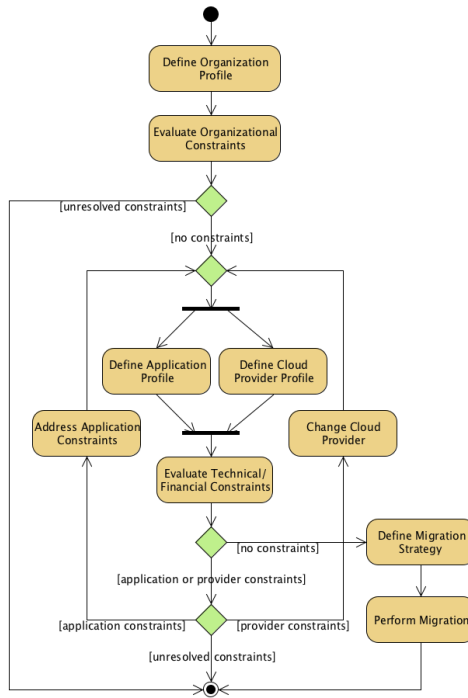 Define Organization
Profile
Evaluate Organizational
Constraints
[unresolved constraints]
[no constraints]
Define Application
Profile
Define Cloud
Provider Profile
Address Application
Constraints
Change Cloud
Provider
Evaluate Technical/
Financial Constraints
[no constraints]
Define Migration
Strategy
[application or provider constraints]
Perform Migration
[application constraints]
[provider constraints]
[unresolved constraints]